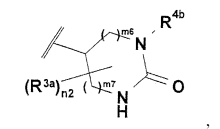 R4b
( )m6 N
(R3a)n2 ( )m7 O
N
H
,